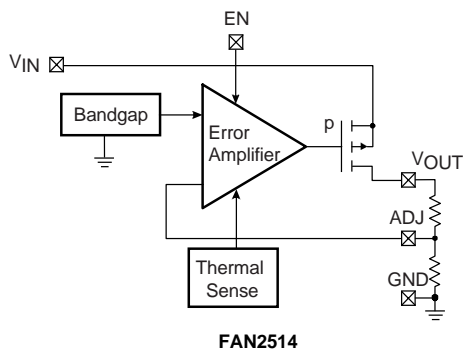 EN
VIN
Bandgap
Error
Amplifier
p
VOUT
ADJ
Thermal
Sense
GND
FAN2514